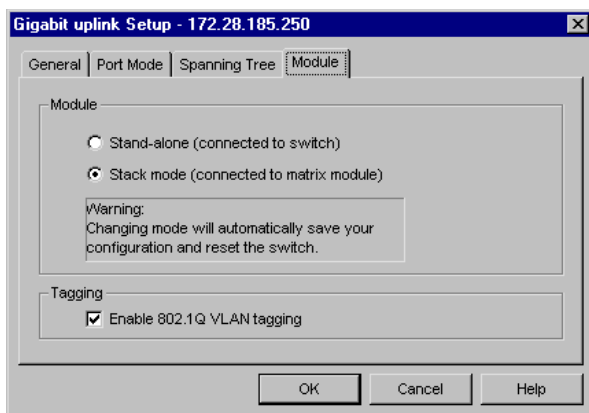 Gigabit uplink Setup - 172.28.185.250
General Port Mode Spanning Tree Module
Module
Stand-alone (connected to switch)
Stack mode (connected to matrix module)
Warning:
Changing mode will automatically save your
configuration and reset the switch.
Tagging
Enable 802.1Q VLAN tagging
OK Cancel Help